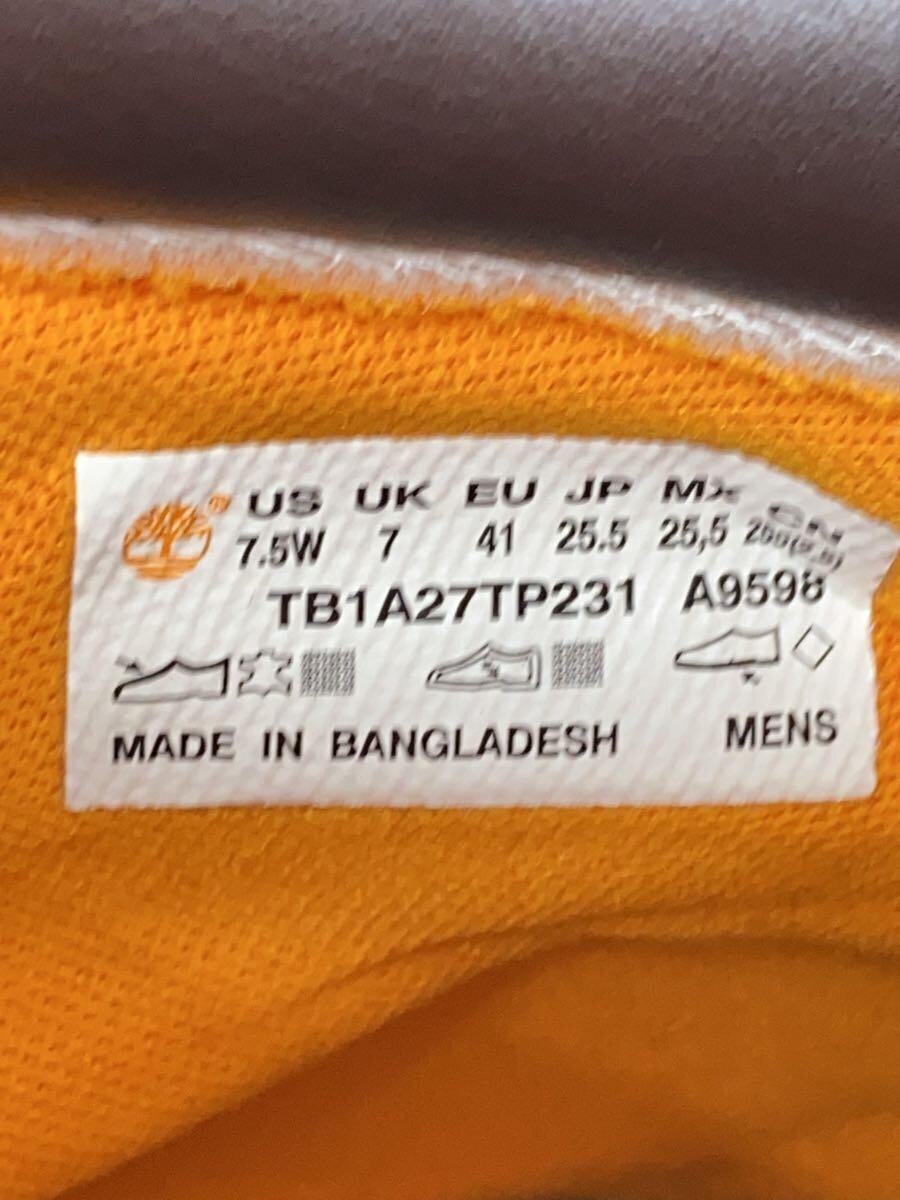 ® US UK EU JP MX CN
7.5W 7 41 25.5 25,5
TB1A27TP231 A9598
MADE IN BANGLADESH MENS